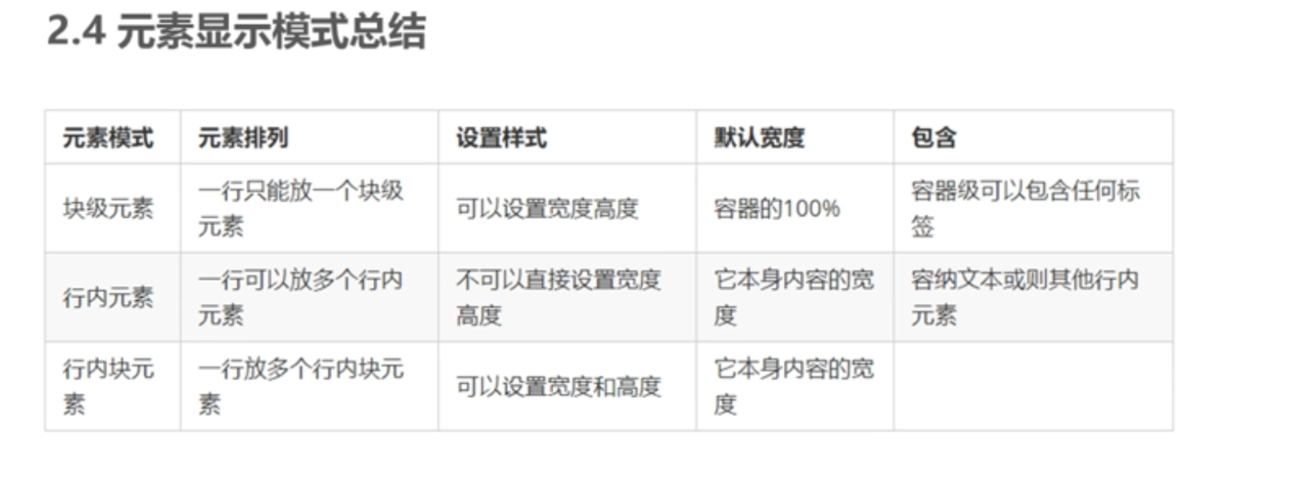 2.4 元素显示模式总结
元素模式 元素排列 设置样式 默认宽度 包含
块级元素 一行只能放一个块级元素 可以设置宽度高度 容器的100% 容器级可以包含任何标签
行内元素 一行可以放多个行内元素 不可以直接设置宽度高度 它本身内容的宽度 容纳文本或则其他行内元素
行内块元素 一行放多个行内块元素 可以设置宽度和高度 它本身内容的宽度